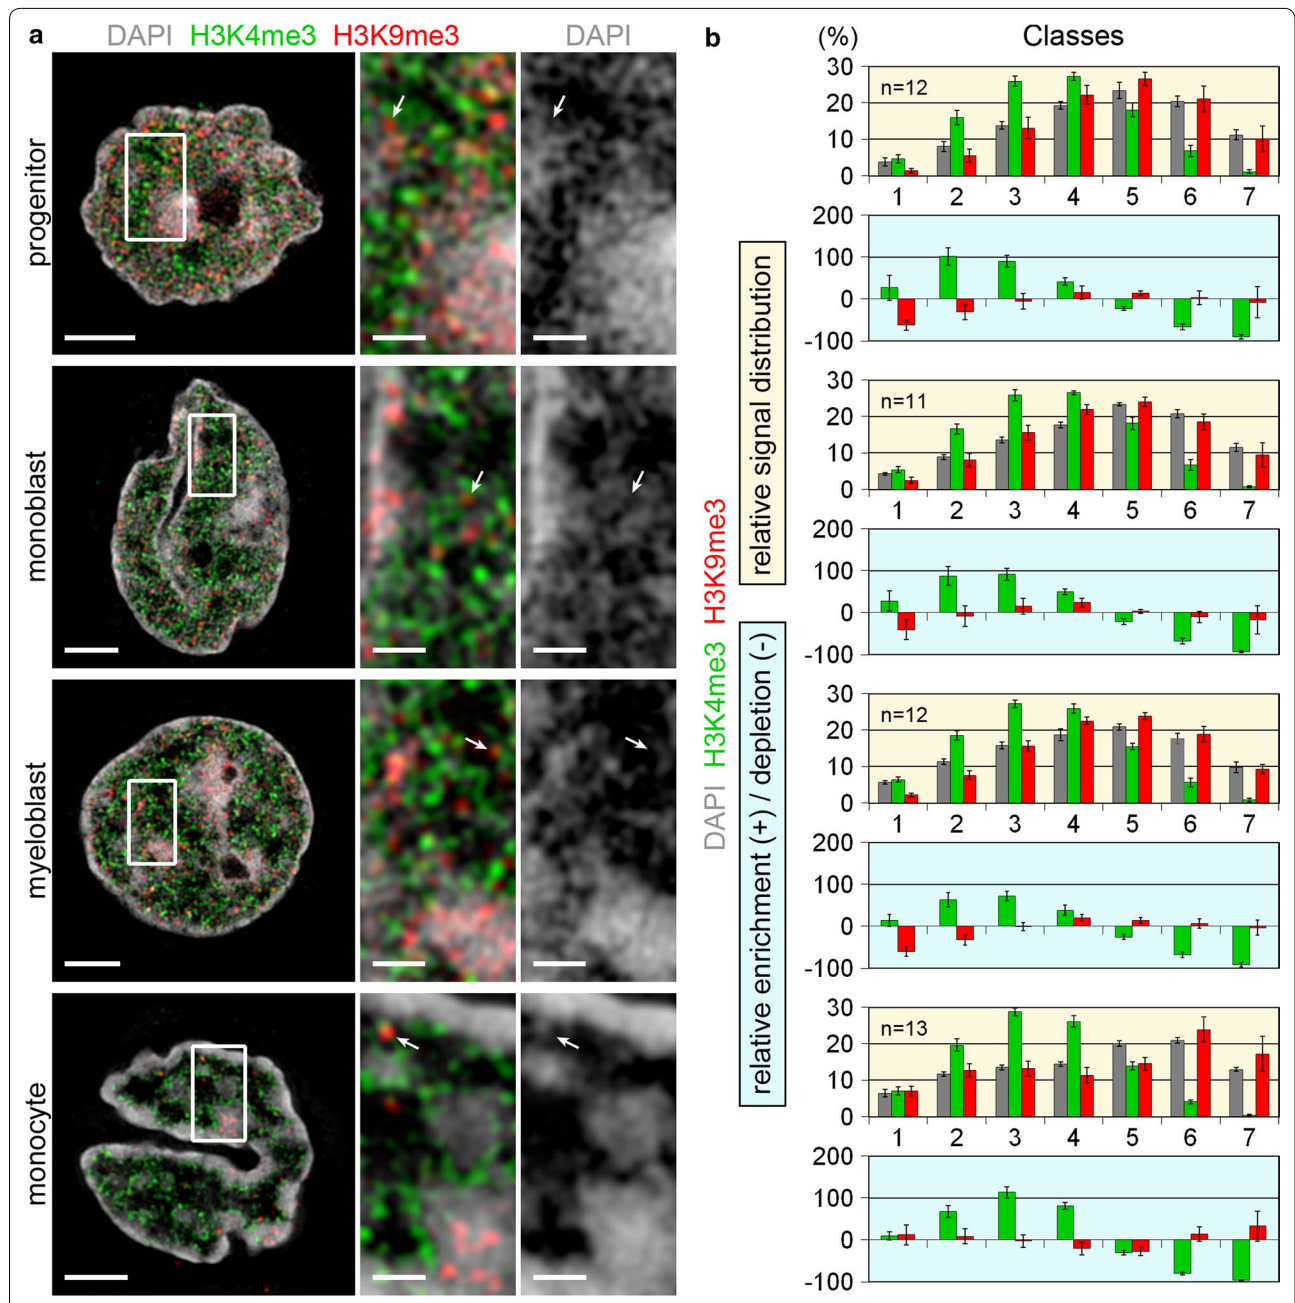 a
DAPI H3K4me3 H3K9me3
DAPI
progenitor
monoblast
myeloblast
monocyte
b
(%)
Classes
DAPI H3K4me3 H3K9me3
relative signal distribution
relative enrichment (+) / depletion (-)
30
20
10
0
n=12
1 2 3 4 5 6 7
200
100
0
-100
30
20
10
0
n=11
1 2 3 4 5 6 7
200
100
0
-100
30
20
10
0
n=12
1 2 3 4 5 6 7
200
100
0
-100
30
20
10
0
n=13
1 2 3 4 5 6 7
200
100
0
-100